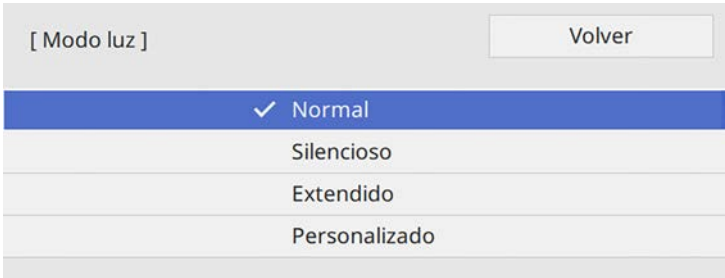 [ Modo luz ]
Volver
Normal
Silencioso
Extendido
Personalizado